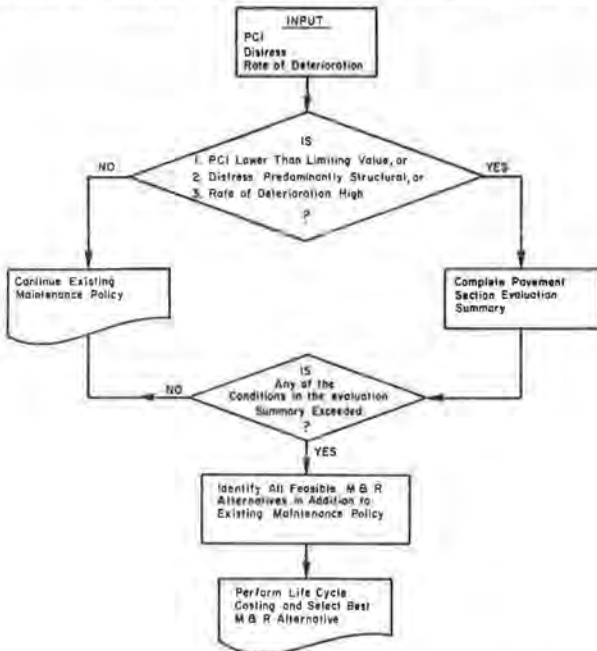 INPUT
PCI
Distress
Rate of Deterioration
IS
1. PCI Lower Than Limiting Value, or
2. Distress Predominantly Structural, or
3. Rate of Deterioration High
?
NO
YES
Continue Existing
Maintenance Policy
Complete Pavement
Section Evaluation
Summary
IS
Any of the
Conditions in the evaluation
Summary Exceeded
?
NO
YES
Identify All Feasible M & R
Alternatives in Addition to
Existing Maintenance Policy
Perform Life Cycle
Costing and Select Best
M & R Alternative